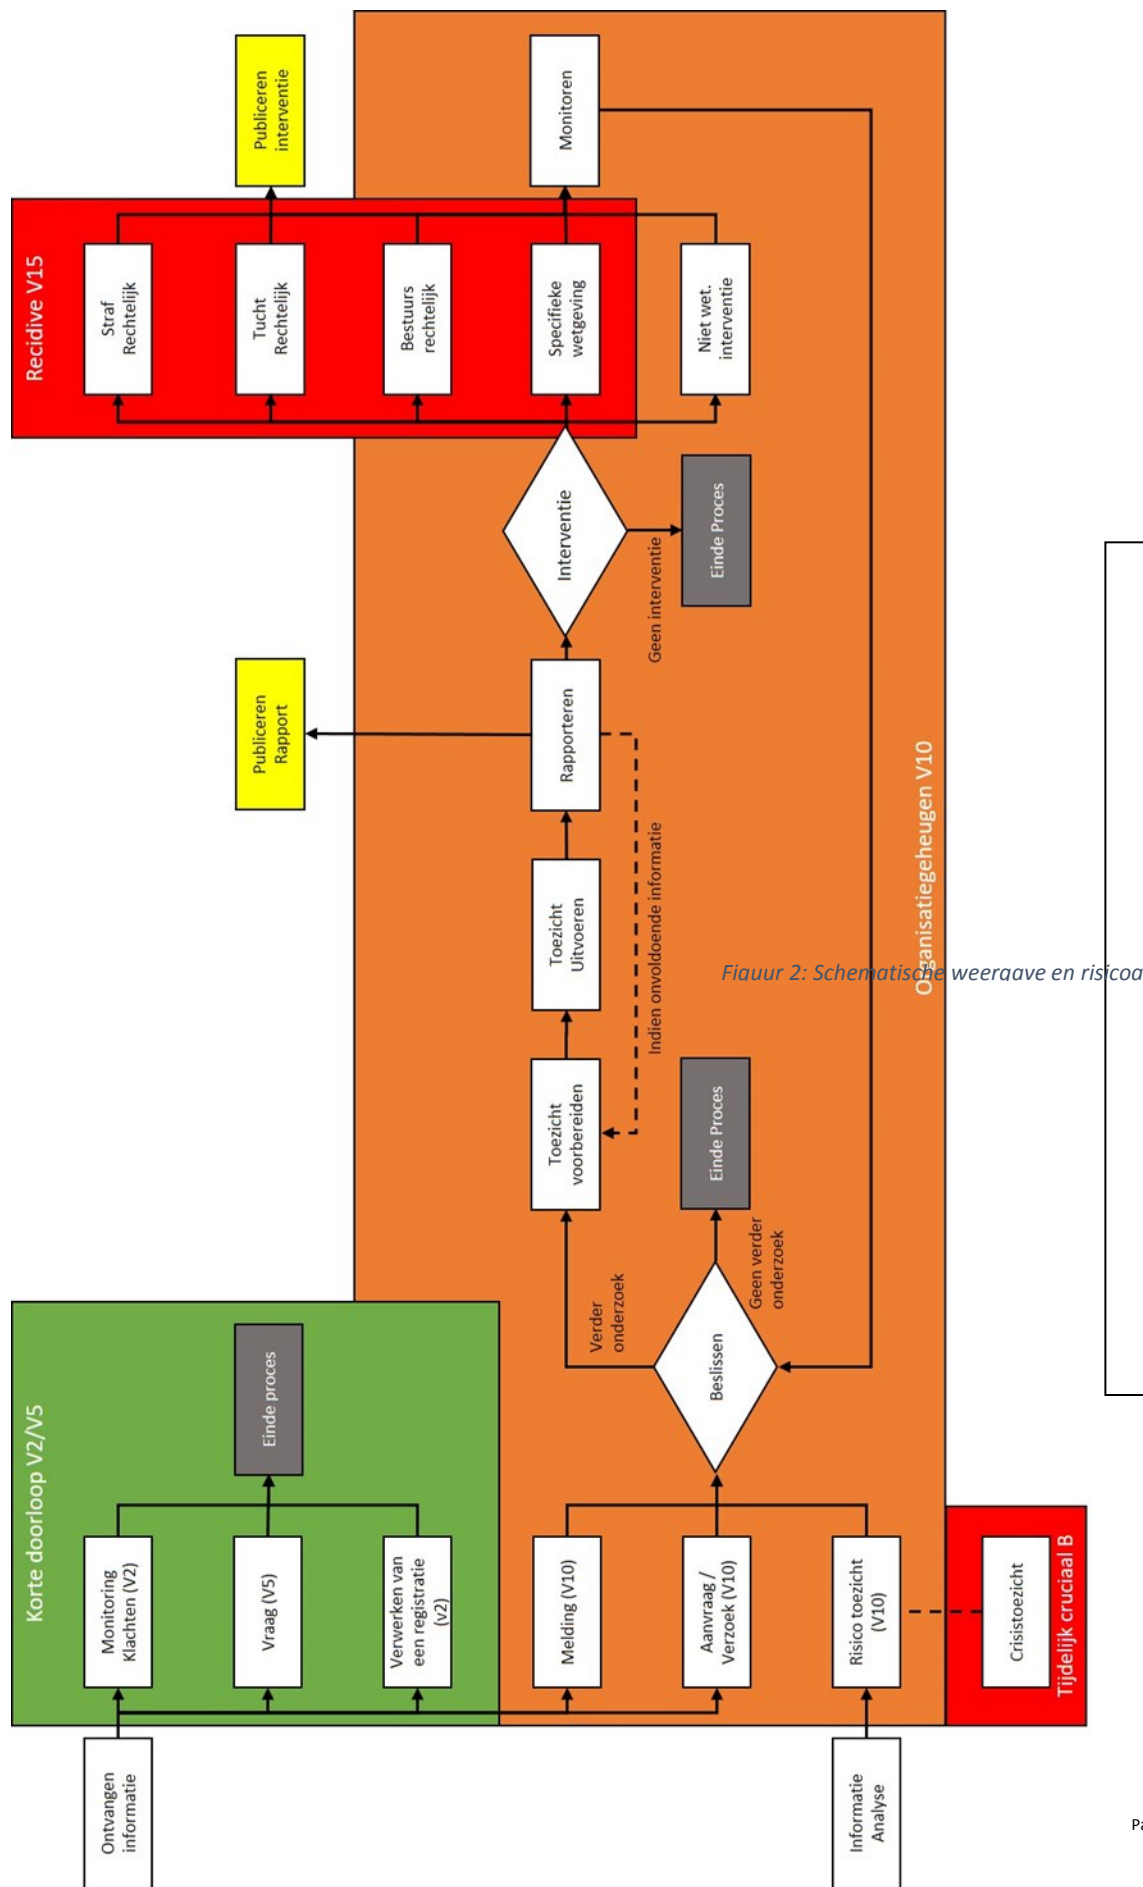 Korte doorloop V2/V5
Recidive V15
Ontvangen
informatie
Monitoring
Klachten (V2)
Vraag (V5)
Verwerken van
een registratie
(v2)
Einde proces
Melding (V10)
Aanvraag /
Verzoek (V10)
Risico toezicht
(V10)
Informatie
Analyse
Crisistoezicht
Tijdelijk cruciaal B
Beslissen
Verder
onderzoek
Geen verder
onderzoek
Einde Proces
Toezicht
voorbereiden
Toezicht
Uitvoeren
Rapporteren
Indien onvoldoende informatie
Publiceren
Rapport
Interventie
Geen interventie
Einde Proces
Straf
Rechtelijk
Tucht
Rechtelijk
Bestuurs
rechtelijk
Specifieke
wetgeving
Niet wet.
interventie
Publiceren
interventie
Monitoren
Organisatiegeheugen V10
Figuur 2: Schematische weergave en risicoa
Pa